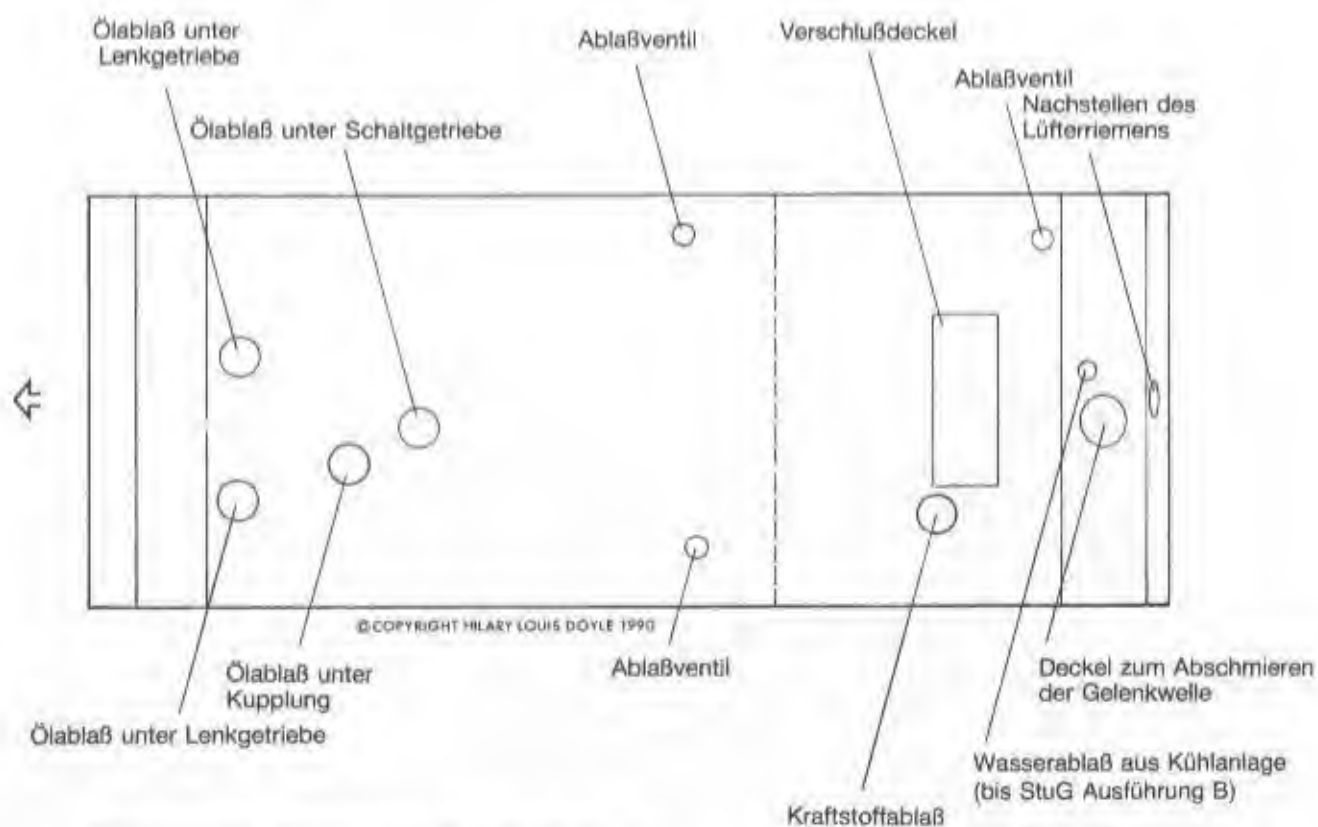 Ölablaß unter
Lenkgetriebe
Ablaßventil
Verschlußdeckel
Ablaßventil
Nachstellen des
Lüfterriemens
Ölablaß unter Schaltgetriebe
©COPYRIGHT HILARY LOUIS DOYLE 1990
Ölablaß unter
Kupplung
Ölablaß unter Lenkgetriebe
Ablaßventil
Deckel zum Abschmieren
der Gelenkwelle
Wasserablaß aus Kühlanlage
(bis StuG Ausführung B)
Kraftstoffablaß